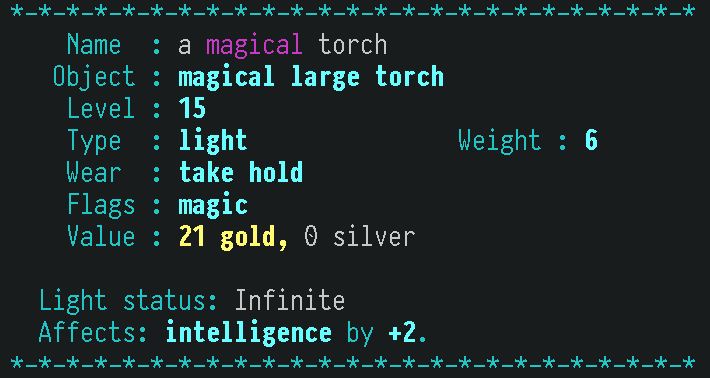 *-*-*-*-*-*-*-*-*-*-*-*-*-*-*-*-*-*-*-*-*-*-*-*-*
Name : a magical torch
Object : magical large torch
Level : 15
Type : light Weight : 6
Wear : take hold
Flags : magic
Value : 21 gold, 0 silver
Light status: Infinite
Affects: intelligence by +2.
*-*-*-*-*-*-*-*-*-*-*-*-*-*-*-*-*-*-*-*-*-*-*-*-*